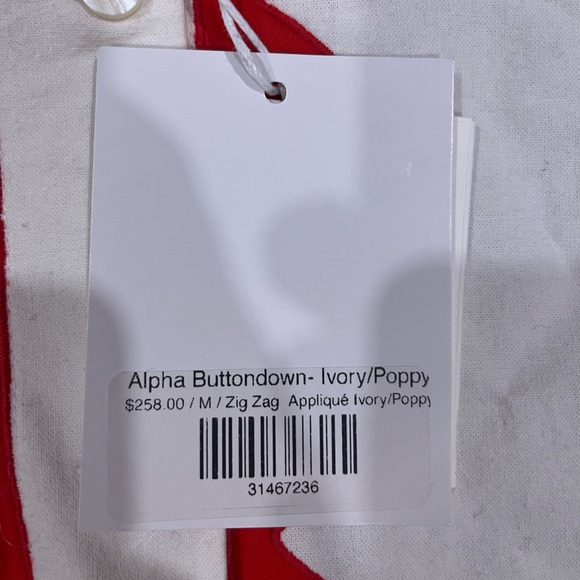 Alpha Buttondown- Ivory/Poppy
$258.00 / M / Zig Zag Appliqué Ivory/Poppy
31467236